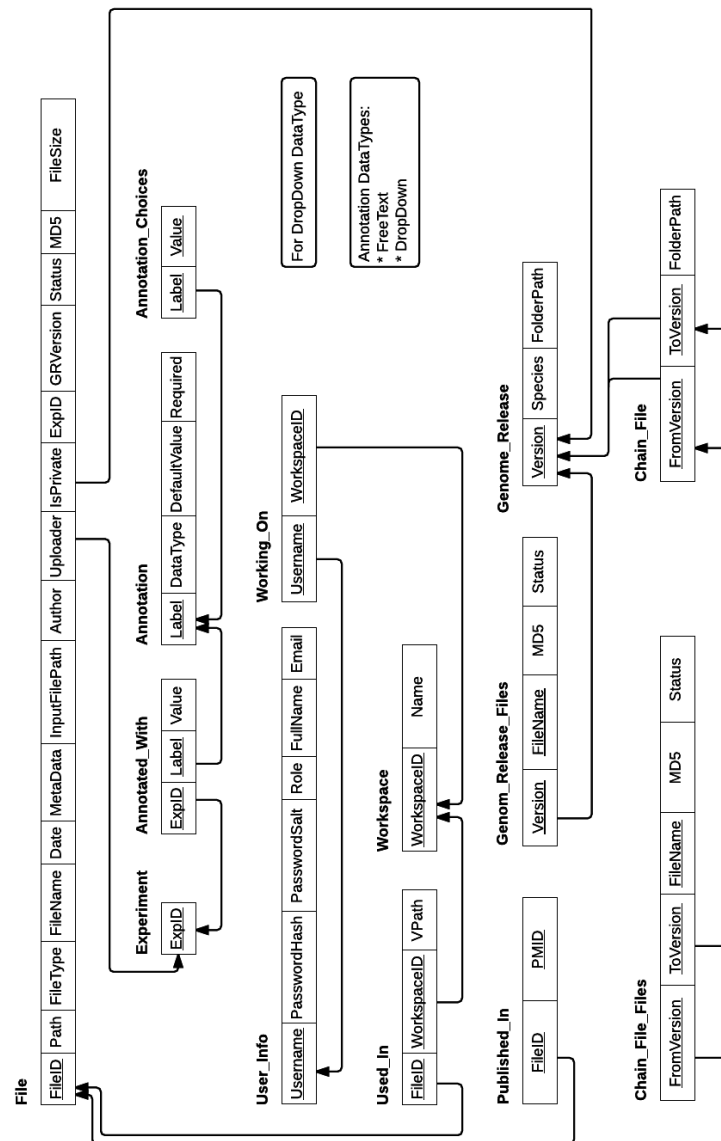 File
FileID Path FileType FileName Date MetaData InputFilePath Author Uploader IsPrivate ExpID GRVersion Status MD5 FileSize
Experiment Annotated_With Annotation Annotation_Choices
ExpID ExpID Label Value Label DataType DefaultValue Required Label Value
User_Info Working_On
Username PasswordHash PasswordSalt Role FullName Email Username WorkspaceID
For DropDown DataType
Annotation DataTypes:
* FreeText
* DropDown
Used_In Workspace
FileID WorkspaceID VPath WorkspaceID Name
Published_In Genom_Release_Files Genome_Release
FileID PMID Version FileName MD5 Status Version Species FolderPath
Chain_File_Files Chain_File
FromVersion ToVersion FileName MD5 Status FromVersion ToVersion FolderPath